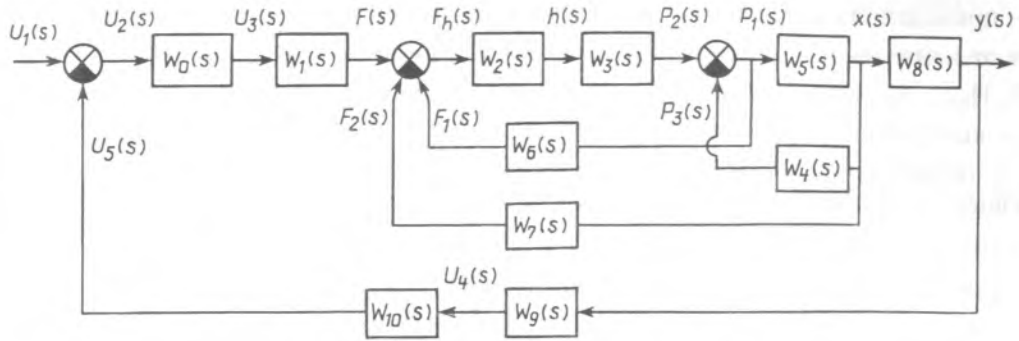 U₁(s) U₂(s) U₃(s) F(s) Fₕ(s) h(s) P₂(s) P₁(s) x(s) y(s)
W₀(s) W₁(s) W₂(s) W₃(s) W₅(s) W₈(s)
F₂(s) F₁(s) P₃(s)
U₅(s) W₆(s) W₄(s)
W₇(s)
U₄(s)
W₁₀(s) W₉(s)